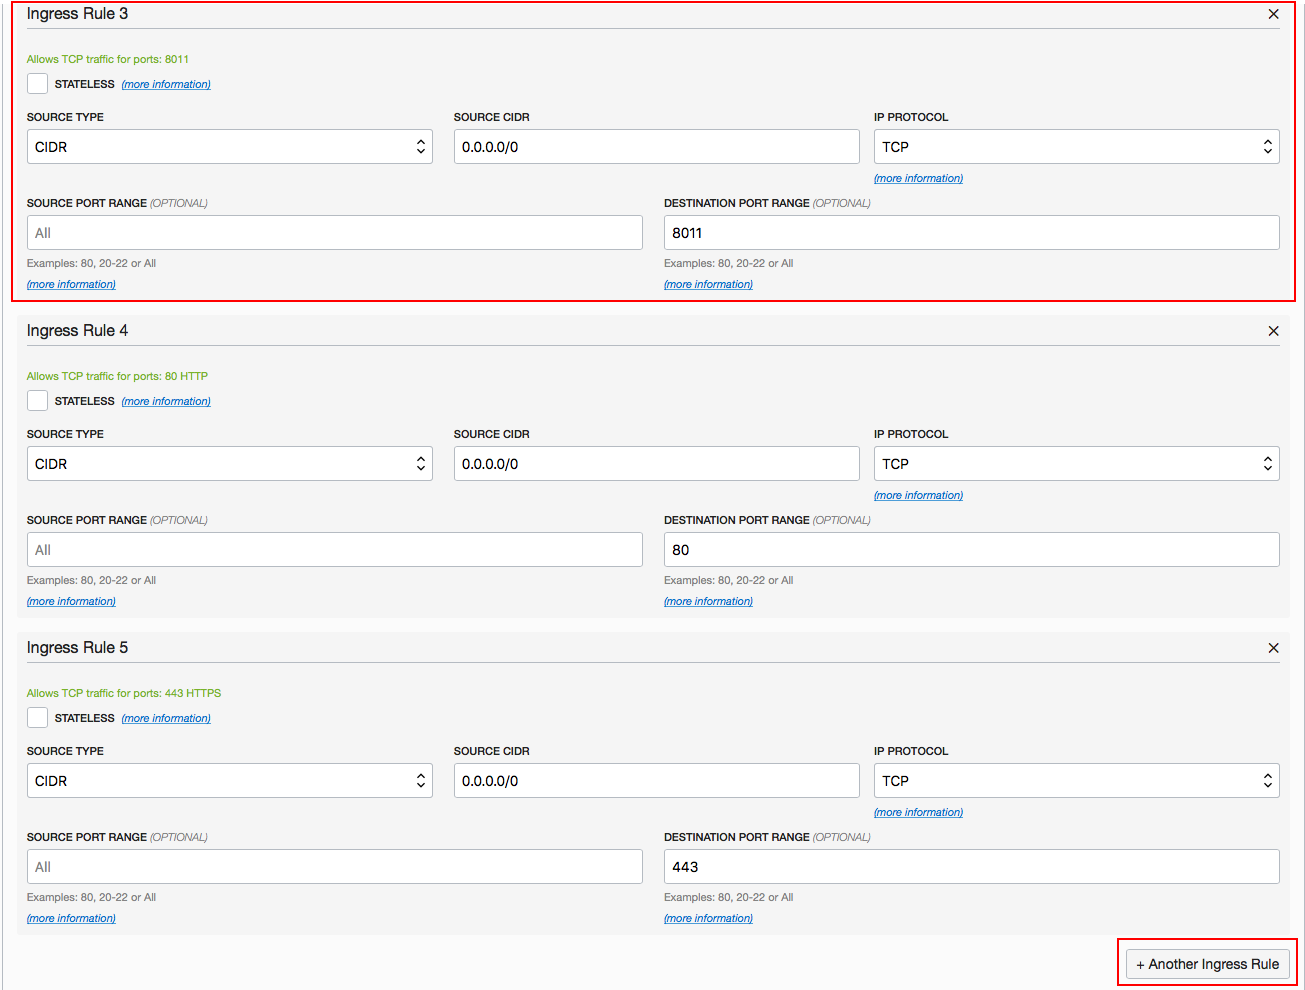 Ingress Rule 3
Allows TCP traffic for ports: 8011
STATELESS (more information)
SOURCE TYPE SOURCE CIDR IP PROTOCOL
CIDR 0.0.0.0/0 TCP
(more information)
SOURCE PORT RANGE (OPTIONAL) DESTINATION PORT RANGE (OPTIONAL)
All 8011
Examples: 80, 20-22 or All Examples: 80, 20-22 or All
(more information) (more information)
Ingress Rule 4
Allows TCP traffic for ports: 80 HTTP
STATELESS (more information)
SOURCE TYPE SOURCE CIDR IP PROTOCOL
CIDR 0.0.0.0/0 TCP
(more information)
SOURCE PORT RANGE (OPTIONAL) DESTINATION PORT RANGE (OPTIONAL)
All 80
Examples: 80, 20-22 or All Examples: 80, 20-22 or All
(more information) (more information)
Ingress Rule 5
Allows TCP traffic for ports: 443 HTTPS
STATELESS (more information)
SOURCE TYPE SOURCE CIDR IP PROTOCOL
CIDR 0.0.0.0/0 TCP
(more information)
SOURCE PORT RANGE (OPTIONAL) DESTINATION PORT RANGE (OPTIONAL)
All 443
Examples: 80, 20-22 or All Examples: 80, 20-22 or All
(more information) (more information)
+ Another Ingress Rule